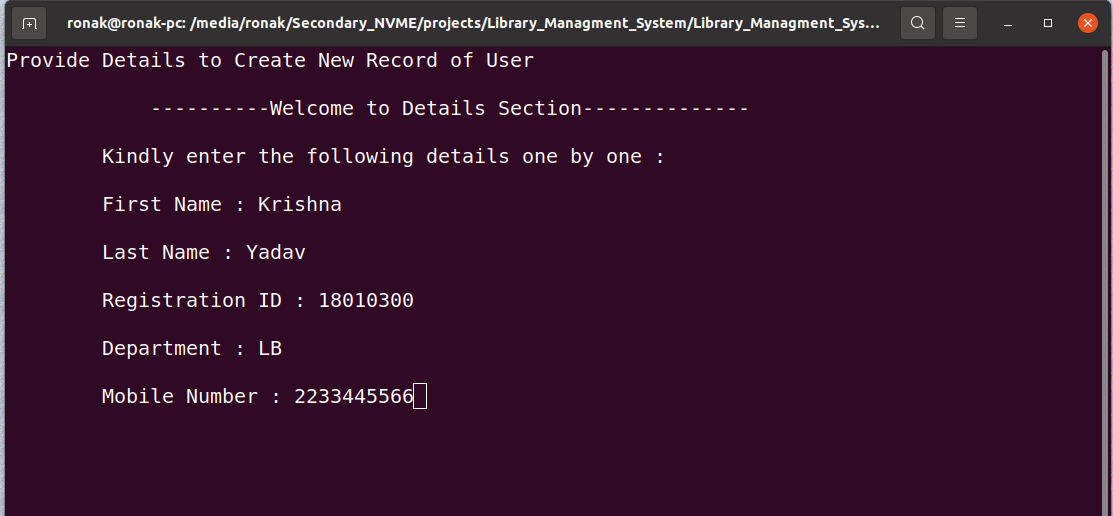 ronak@ronak-pc: /media/ronak/Secondary_NVME/projects/Library_Managment_System/Library_Managment_Sys...
Provide Details to Create New Record of User
----------Welcome to Details Section--------------
Kindly enter the following details one by one :
First Name : Krishna
Last Name : Yadav
Registration ID : 18010300
Department : LB
Mobile Number : 2233445566